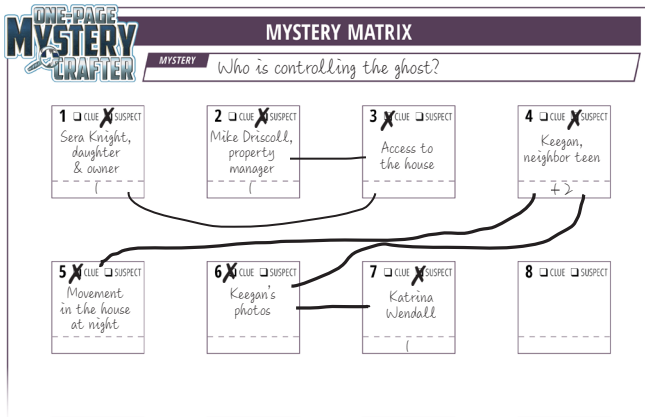 ONE-PAGE
MYSTERY
CRAFTER
MYSTERY MATRIX
MYSTERY Who is controlling the ghost?
1 CLUE SUSPECT
Sera Knight,
daughter
& owner
1
2 CLUE SUSPECT
Mike Driscoll,
property
manager
1
3 CLUE SUSPECT
Access to
the house
4 CLUE SUSPECT
Keegan,
neighbor teen
+2
5 CLUE SUSPECT
Movement
in the house
at night
6 CLUE SUSPECT
Keegan's
photos
7 CLUE SUSPECT
Katrina
Wendall
1
8 CLUE SUSPECT